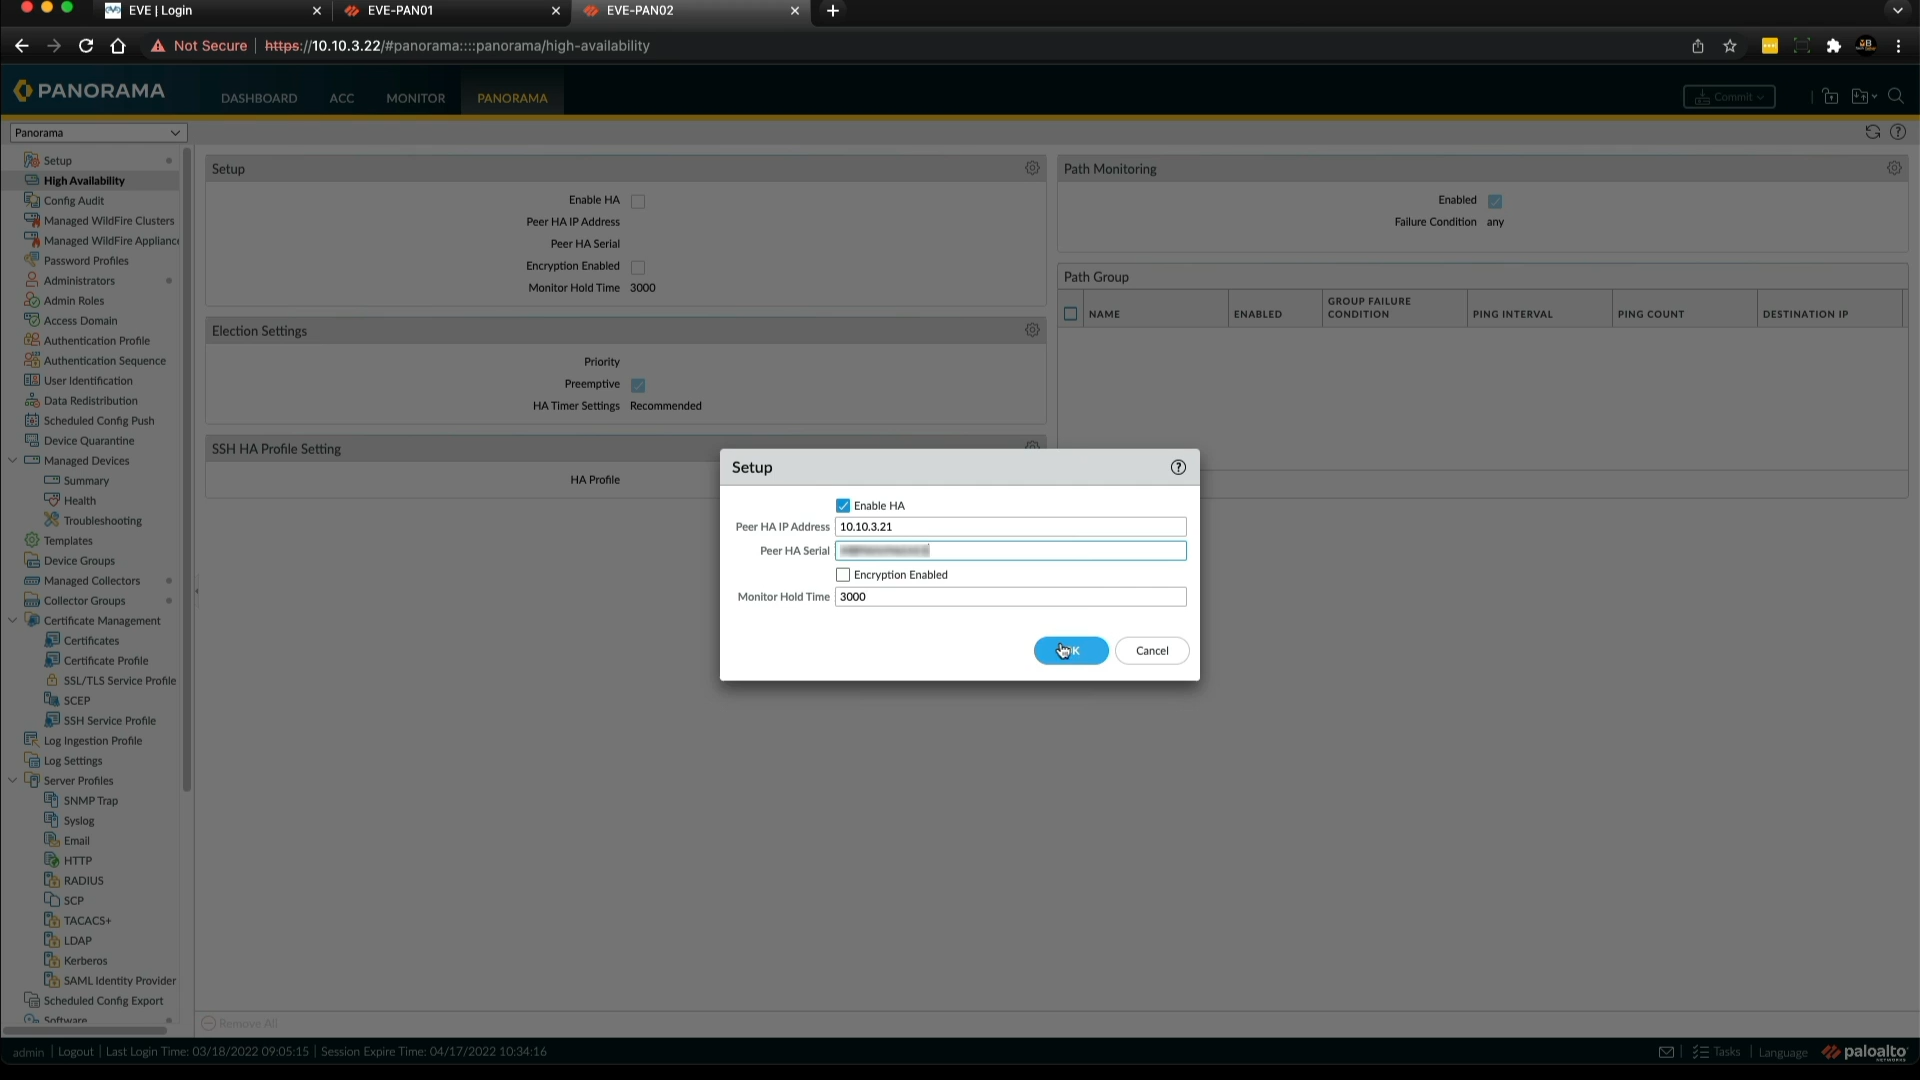 EVE | Login
EVE-PAN01
EVE-PAN02
Not Secure
https://10.10.3.22/#panorama::::panorama/high-availability
PANORAMA
DASHBOARD
ACC
MONITOR
PANORAMA
Commit
Panorama
Setup
High Availability
Config Audit
Managed WildFire Clusters
Managed WildFire Applianc
Password Profiles
Administrators
Admin Roles
Access Domain
Authentication Profile
Authentication Sequence
User Identification
Data Redistribution
Scheduled Config Push
Device Quarantine
Managed Devices
Summary
Health
Troubleshooting
Templates
Device Groups
Managed Collectors
Collector Groups
Certificate Management
Certificates
Certificate Profile
SSL/TLS Service Profile
SCEP
SSH Service Profile
Log Ingestion Profile
Log Settings
Server Profiles
SNMP Trap
Syslog
Email
HTTP
RADIUS
SCP
TACACS+
LDAP
Kerberos
SAML Identity Provider
Scheduled Config Export
Software
Setup
Enable HA
Peer HA IP Address
Peer HA Serial
Encryption Enabled
Monitor Hold Time 3000
Election Settings
Priority
Preemptive
HA Timer Settings Recommended
SSH HA Profile Setting
HA Profile
Path Monitoring
Enabled
Failure Condition any
Path Group
NAME
ENABLED
GROUP FAILURE
CONDITION
PING INTERVAL
PING COUNT
DESTINATION IP
Setup
Enable HA
Peer HA IP Address 10.10.3.21
Peer HA Serial
Encryption Enabled
Monitor Hold Time 3000
Cancel
Remove All
admin | Logout | Last Login Time: 03/18/2022 09:05:15 | Session Expire Time: 04/17/2022 10:34:16
Tasks | Language
paloalto
NETWORKS